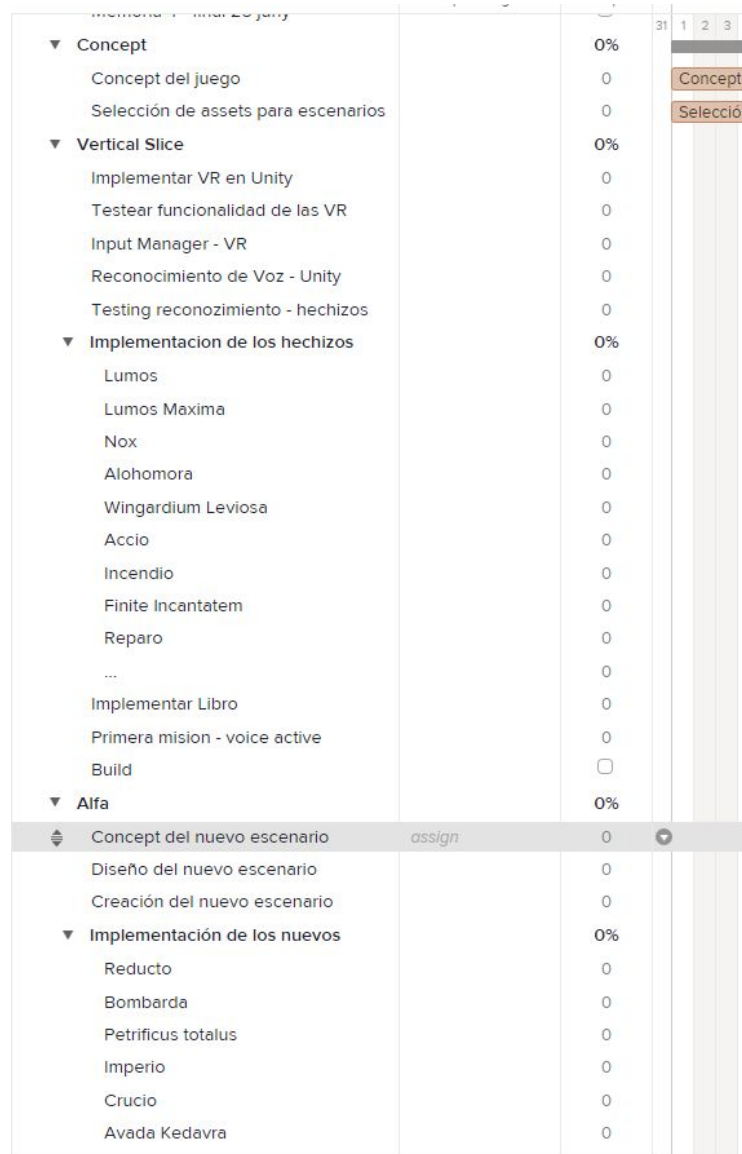 31 1 2 3
Concept 0%
Concept del juego 0 Concept
Selección de assets para escenarios 0 Selecció
Vertical Slice 0%
Implementar VR en Unity 0
Testear funcionalidad de las VR 0
Input Manager - VR 0
Reconocimiento de Voz - Unity 0
Testing reconozimiento - hechizos 0
Implementacion de los hechizos 0%
Lumos 0
Lumos Maxima 0
Nox 0
Alohomora 0
Wingardium Leviosa 0
Accio 0
Incendio 0
Finite Incantatem 0
Reparo 0
... 0
Implementar Libro 0
Primera mision - voice active 0
Build
Alfa 0%
Concept del nuevo escenario assign 0
Diseño del nuevo escenario 0
Creación del nuevo escenario 0
Implementación de los nuevos 0%
Reducto 0
Bombarda 0
Petrificus totalus 0
Imperio 0
Crucio 0
Avada Kedavra 0